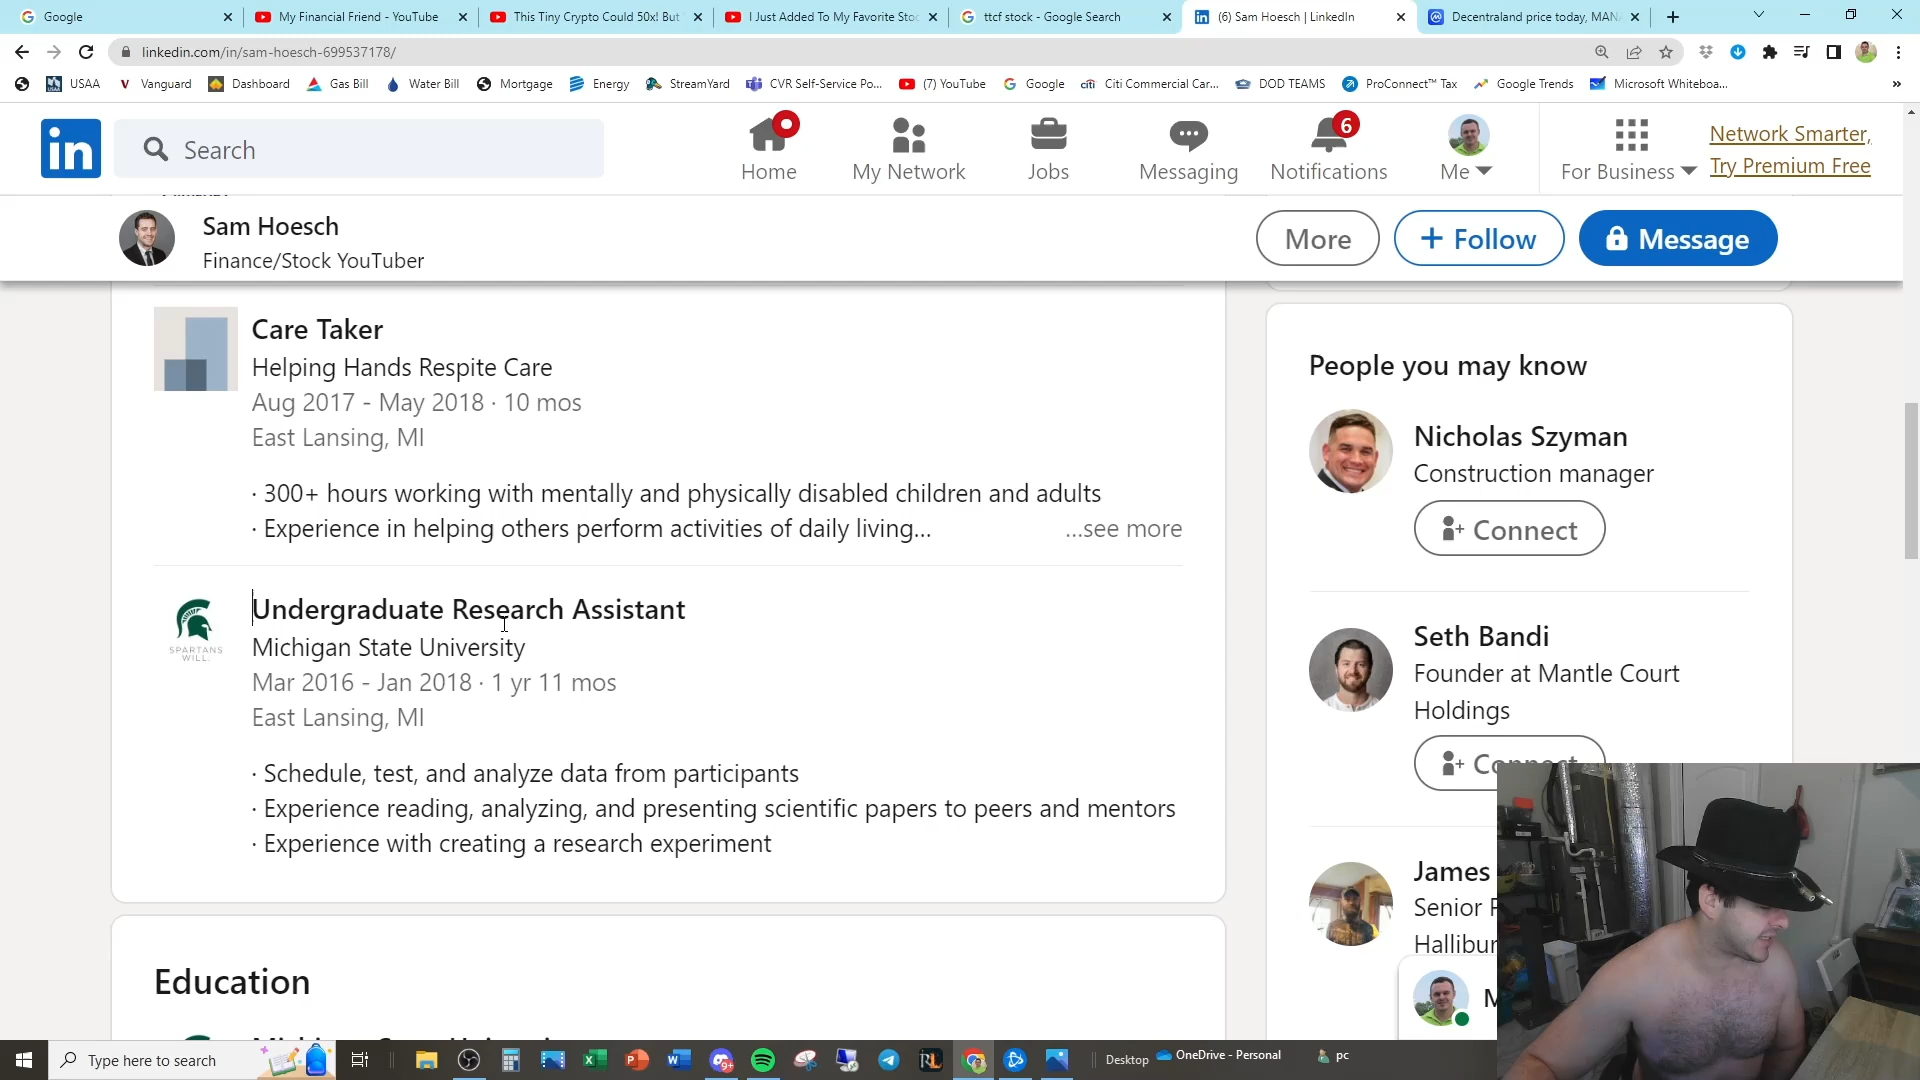 Google
My Financial Friend - YouTube
This Tiny Crypto Could 50x! But
I Just Added To My Favorite Stoc
ttcf stock - Google Search
(6) Sam Hoesch | LinkedIn
Decentraland price today, MANA
linkedin.com/in/sam-hoesch-699537178/
USAA
Vanguard
Dashboard
Gas Bill
Water Bill
Mortgage
Energy
StreamYard
CVR Self-Service Po...
(7) YouTube
Google
Citi Commercial Car...
DOD TEAMS
ProConnect™ Tax
Google Trends
Microsoft Whiteboa...
in
Search
Home
My Network
Jobs
Messaging
6
Notifications
Me
For Business
Network Smarter,
Try Premium Free
Sam Hoesch
Finance/Stock YouTuber
More
+ Follow
Message
Care Taker
Helping Hands Respite Care
Aug 2017 - May 2018 · 10 mos
East Lansing, MI
· 300+ hours working with mentally and physically disabled children and adults
· Experience in helping others perform activities of daily living... ...see more
SPARTANS
WILL.
Undergraduate Research Assistant
Michigan State University
Mar 2016 - Jan 2018 · 1 yr 11 mos
East Lansing, MI
· Schedule, test, and analyze data from participants
· Experience reading, analyzing, and presenting scientific papers to peers and mentors
· Experience with creating a research experiment
Education
People you may know
Nicholas Szyman
Construction manager
Connect
Seth Bandi
Founder at Mantle Court
Holdings
Connect
James
Senior
Hallibur
M
Type here to search
Desktop
OneDrive - Personal
pc